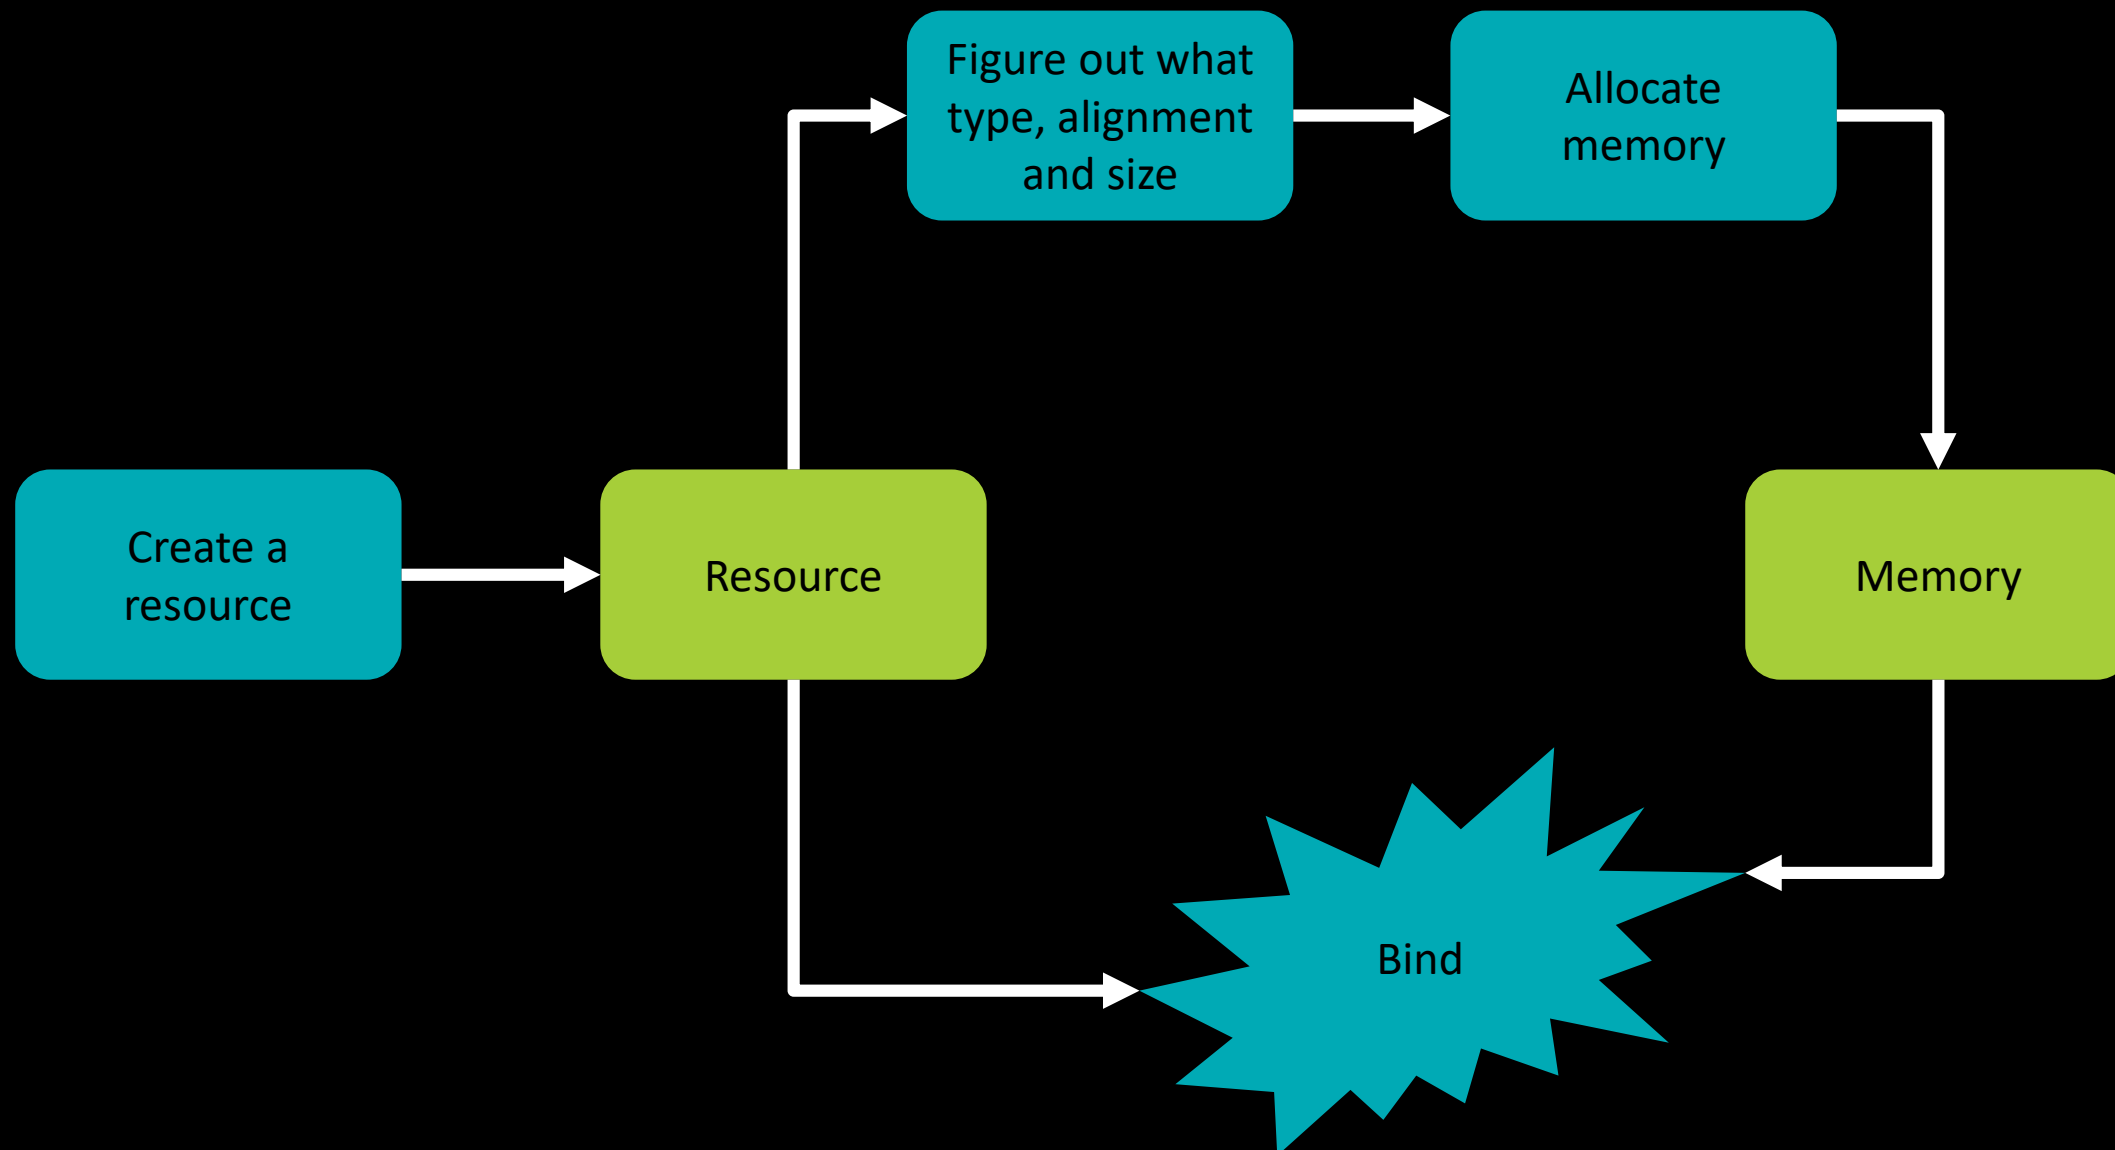 Figure out what
type, alignment
and size
Allocate
memory
Create a
resource
Resource
Memory
Bind